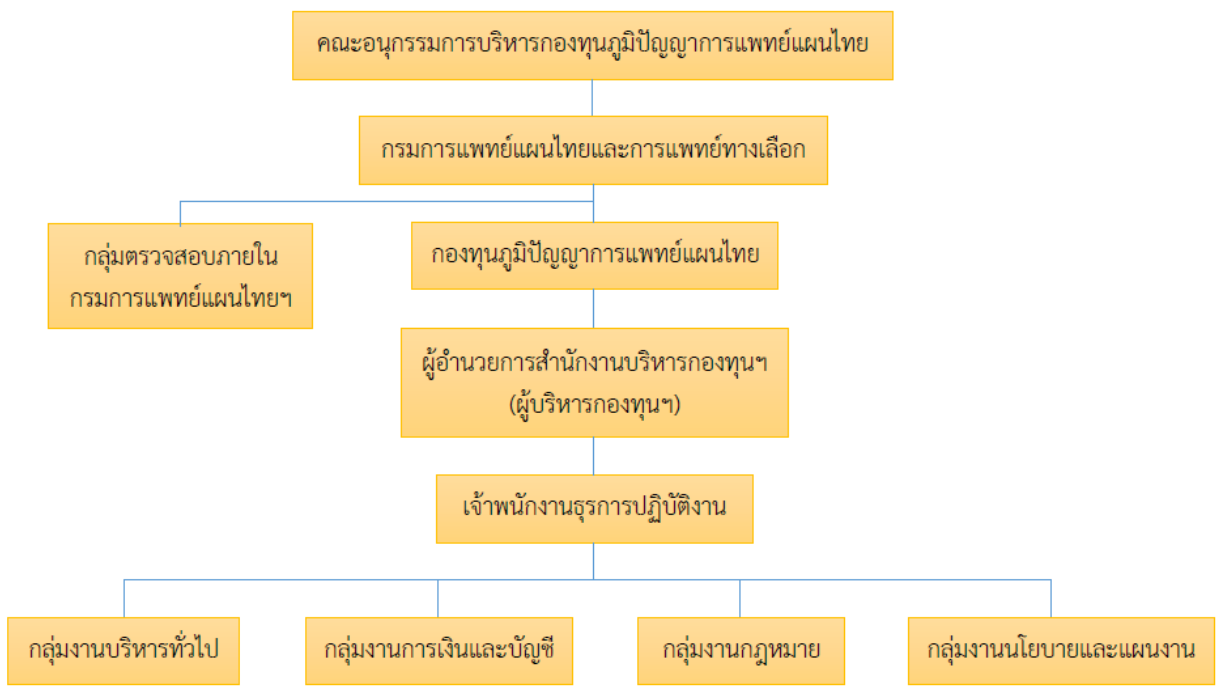 คณะอนุกรรมการบริหารกองทุนภูมิปัญญาการแพทย์แผนไทย
กรมการแพทย์แผนไทยและการแพทย์ทางเลือก
กลุ่มตรวจสอบภายใน
กรมการแพทย์แผนไทยฯ
กองทุนภูมิปัญญาการแพทย์แผนไทย
ผู้อำนวยการสำนักงานบริหารกองทุนฯ
(ผู้บริหารกองทุนฯ)
เจ้าพนักงานธุรการปฏิบัติงาน
กลุ่มงานบริหารทั่วไป
กลุ่มงานการเงินและบัญชี
กลุ่มงานกฎหมาย
กลุ่มงานนโยบายและแผนงาน